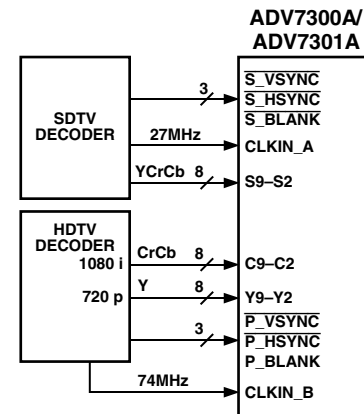 ADV7300A/
ADV7301A
SDTV
DECODER
3
S_VSYNC
S_HSYNC
S_BLANK
27MHz
CLKIN_A
YCrCb 8
S9–S2
HDTV
DECODER
1080 i
720 p
CrCb 8
C9–C2
Y 8
Y9–Y2
3
P_VSYNC
P_HSYNC
P_BLANK
74MHz
CLKIN_B